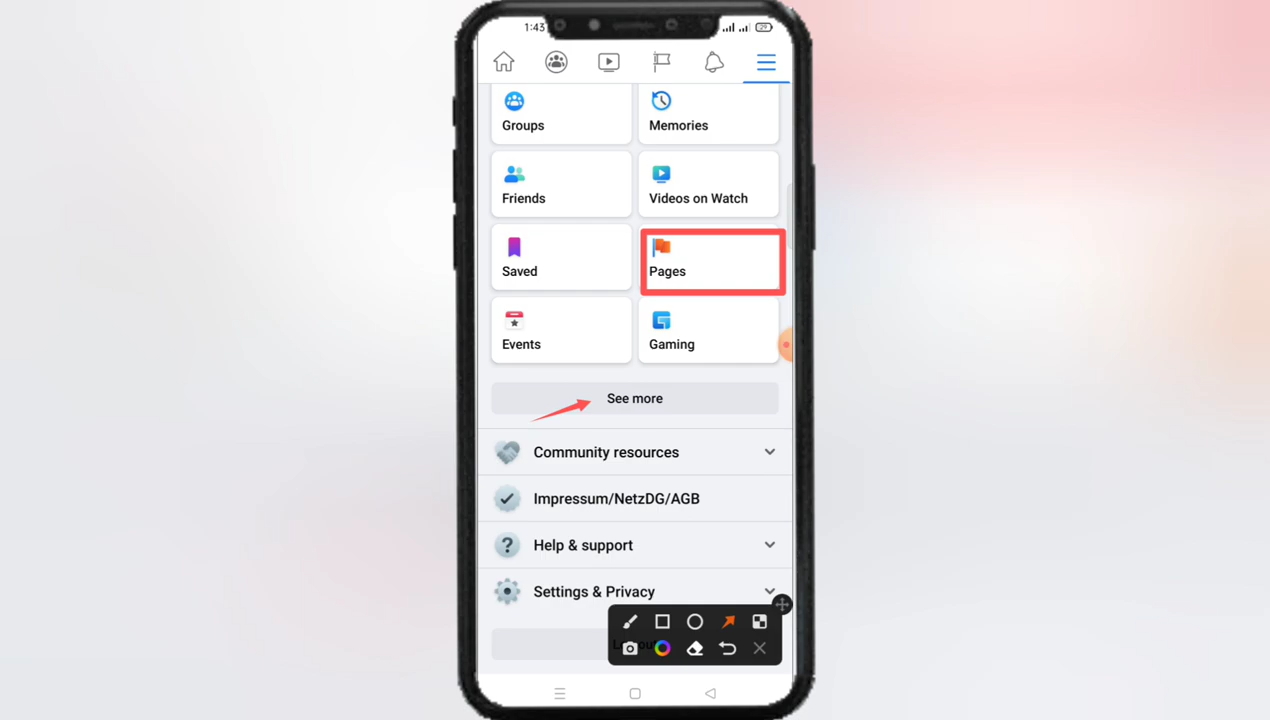 1:43
29
Groups
Memories
Friends
Videos on Watch
Saved
Pages
Events
Gaming
See more
Community resources
Impressum/NetzDG/AGB
Help & support
Settings & Privacy